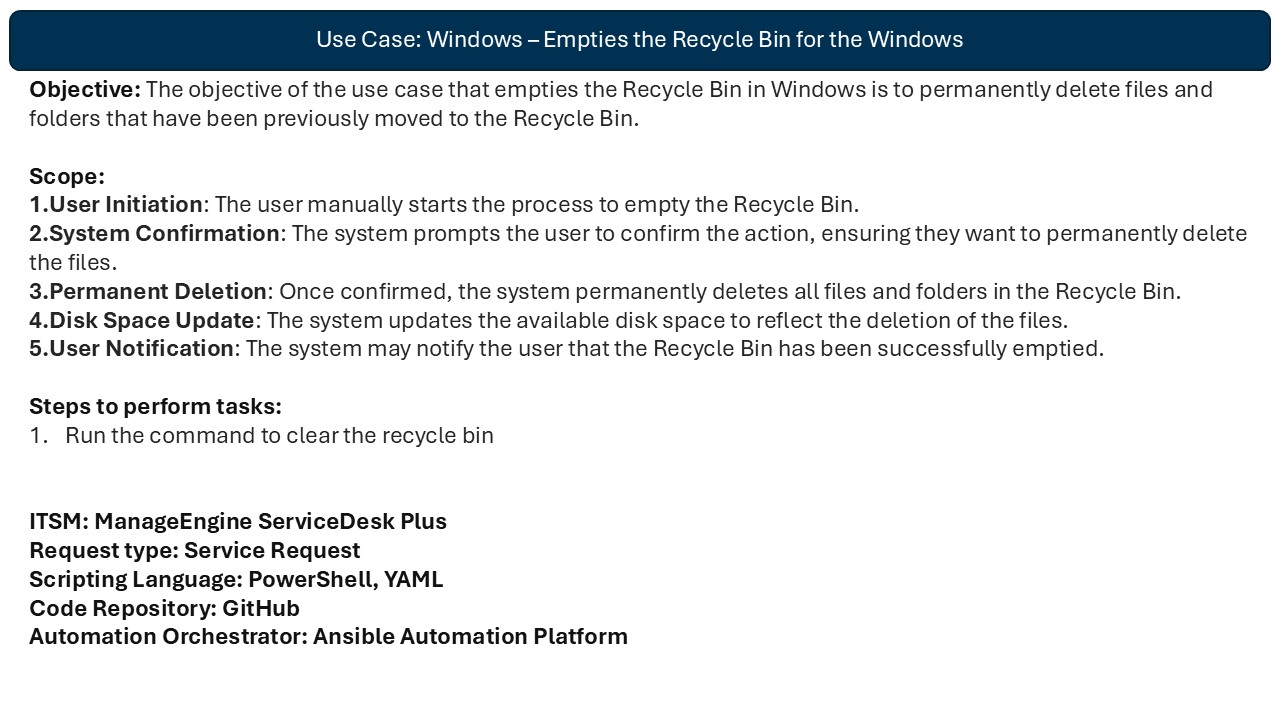 Use Case: Windows – Empties the Recycle Bin for the Windows
Objective: The objective of the use case that empties the Recycle Bin in Windows is to permanently delete files and
folders that have been previously moved to the Recycle Bin.
Scope:
1.User Initiation: The user manually starts the process to empty the Recycle Bin.
2.System Confirmation: The system prompts the user to confirm the action, ensuring they want to permanently delete
the files.
3.Permanent Deletion: Once confirmed, the system permanently deletes all files and folders in the Recycle Bin.
4.Disk Space Update: The system updates the available disk space to reflect the deletion of the files.
5.User Notification: The system may notify the user that the Recycle Bin has been successfully emptied.
Steps to perform tasks:
1. Run the command to clear the recycle bin
ITSM: ManageEngine ServiceDesk Plus
Request type: Service Request
Scripting Language: PowerShell, YAML
Code Repository: GitHub
Automation Orchestrator: Ansible Automation Platform